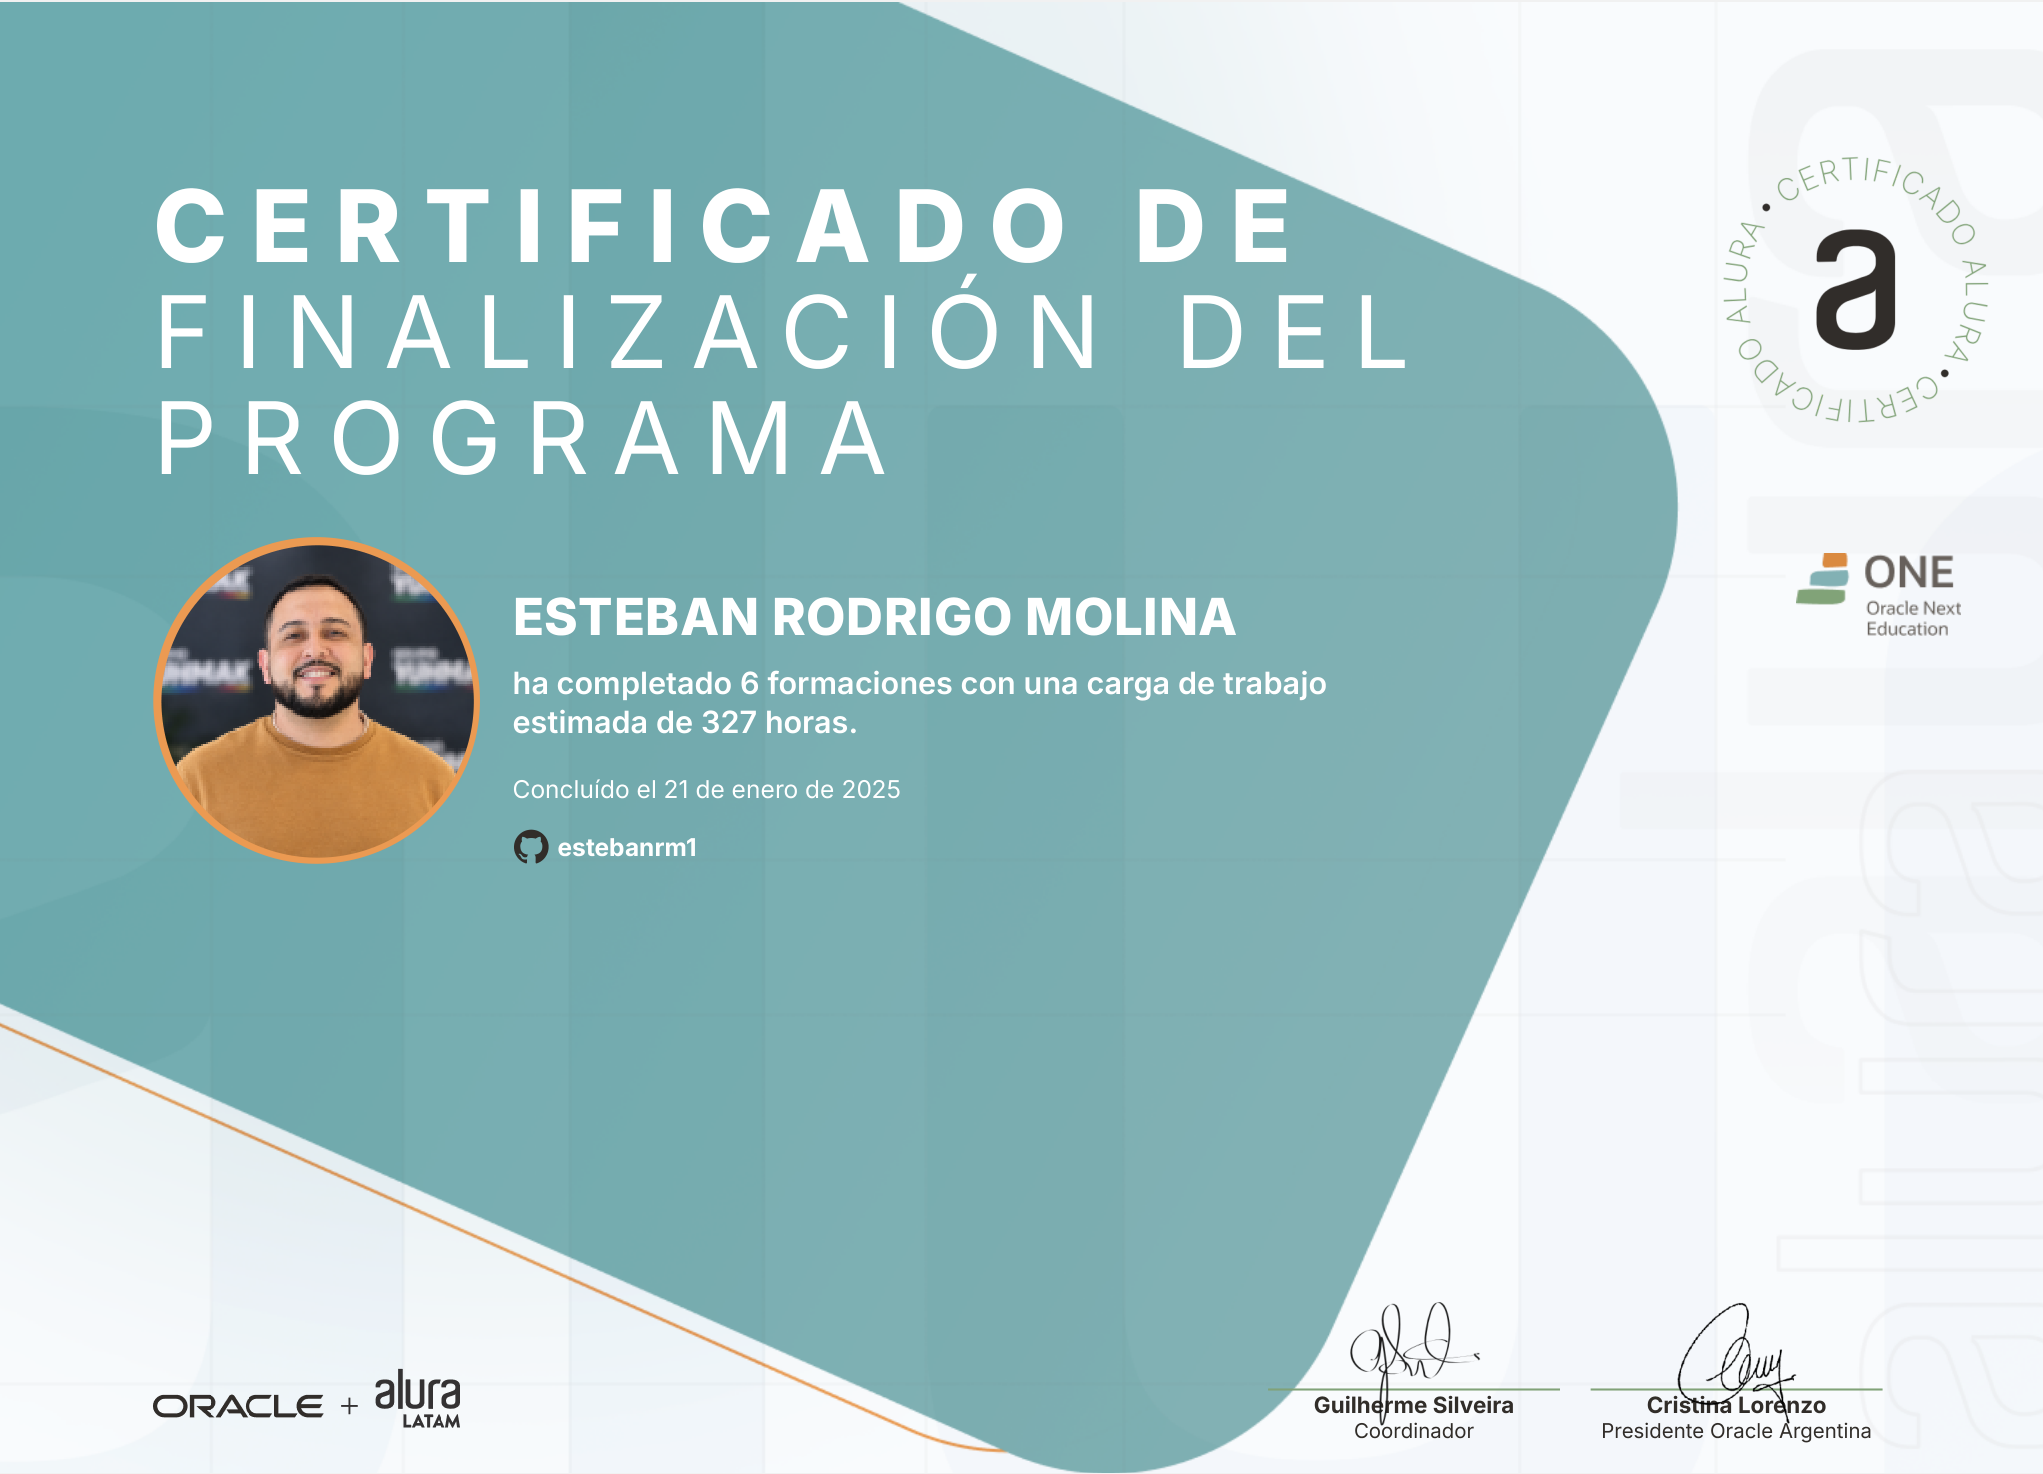 CERTIFICADO DE
FINALIZACIÓN DEL
PROGRAMA
CERTIFICADO ALURA • CERTIFICADO ALURA •
a
ONE
Oracle Next
Education
ESTEBAN RODRIGO MOLINA
ha completado 6 formaciones con una carga de trabajo
estimada de 327 horas.
Concluído el 21 de enero de 2025
estebanrm1
ORACLE + alura
LATAM
Guilherme Silveira
Coordinador
Cristina Lorenzo
Presidente Oracle Argentina
alura